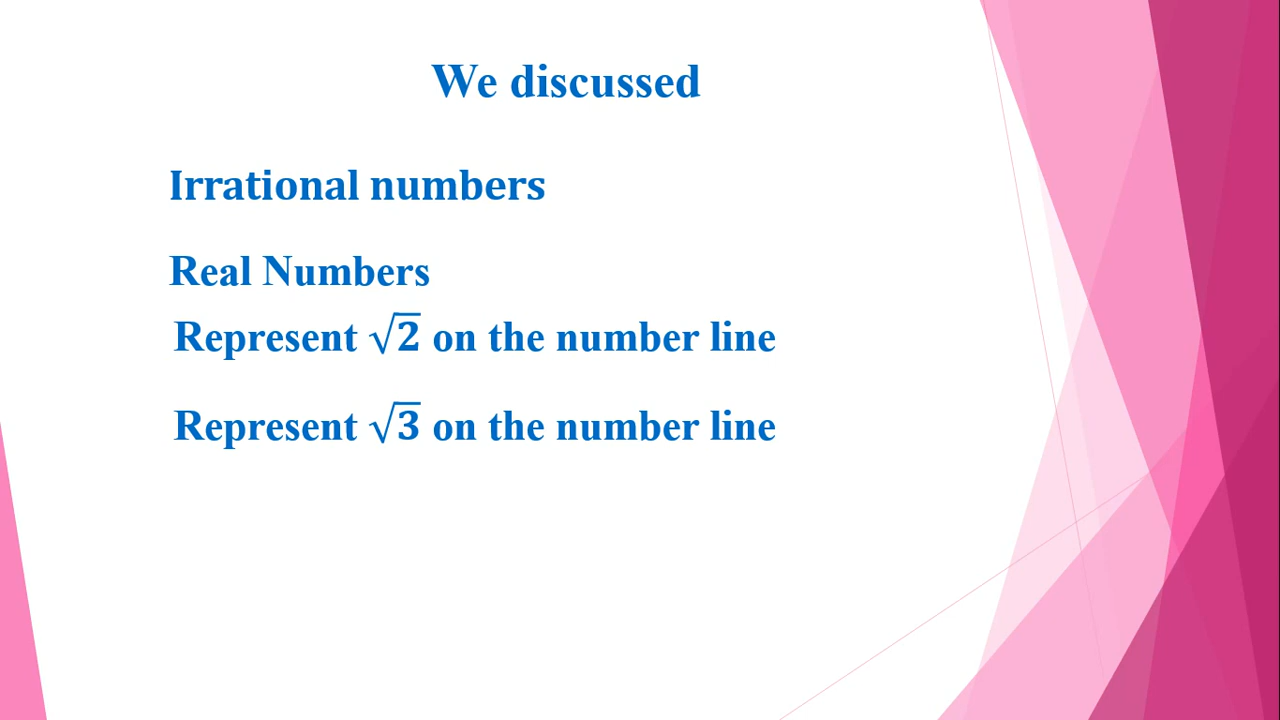 We discussed
Irrational numbers
Real Numbers
Represent √2 on the number line
Represent √3 on the number line